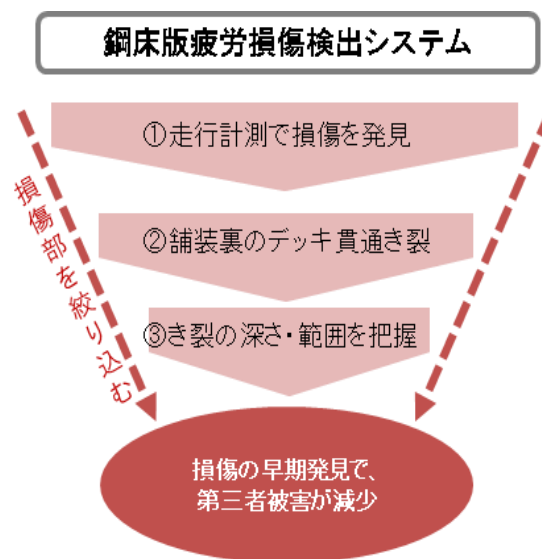 鋼床版疲労損傷検出システム
①走行計測で損傷を発見
②舗装裏のデッキ貫通き裂
③き裂の深さ・範囲を把握
損傷部を絞り込む
損傷の早期発見で、
第三者被害が減少